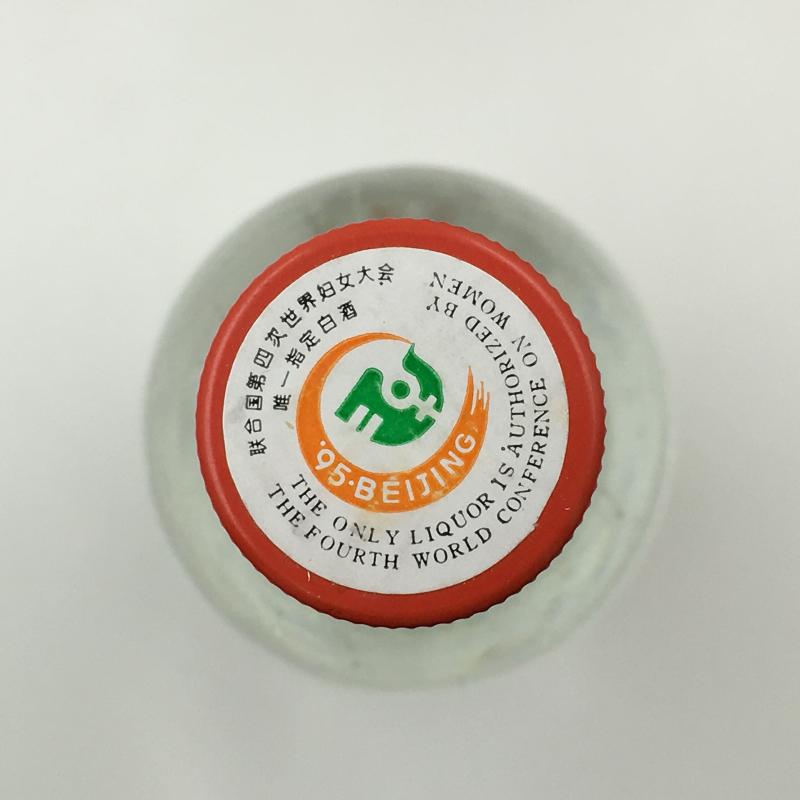 联合国第四次世界妇女大会
唯一指定白酒
'95·BEIJING
THE ONLY LIQUOR IS AUTHORIZED BY
THE FOURTH WORLD CONFERENCE ON WOMEN